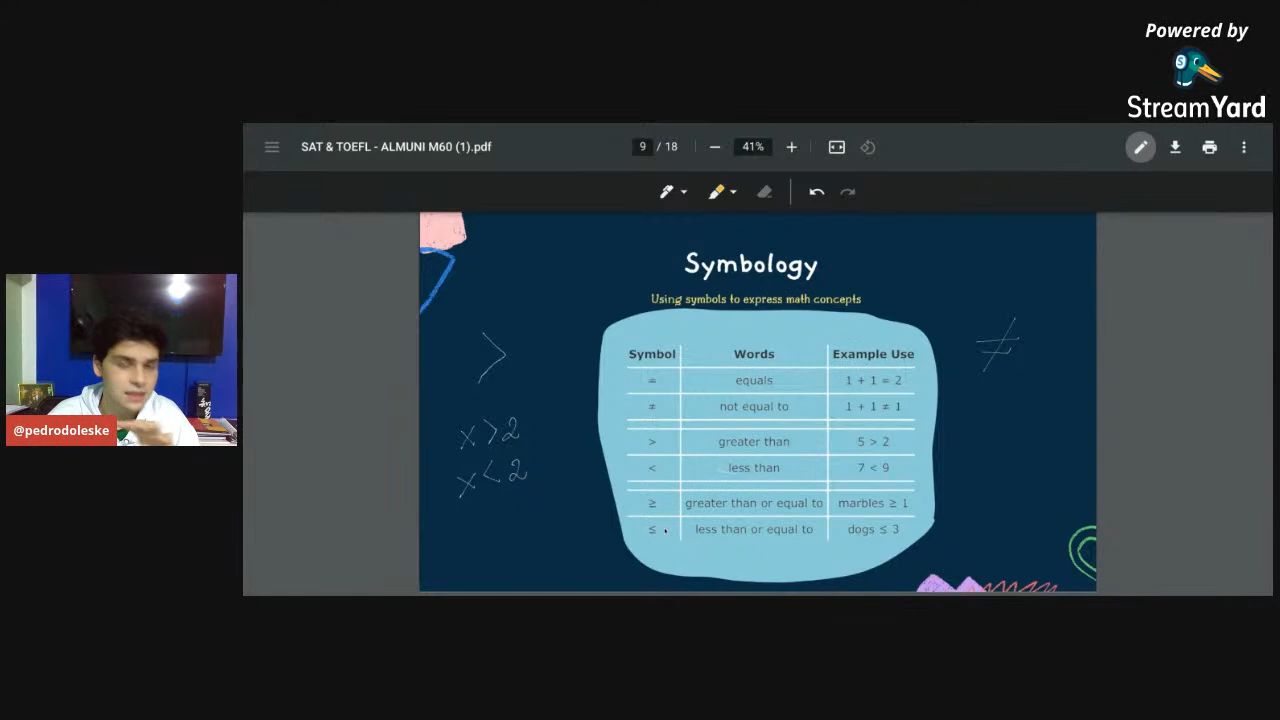 Powered by
StreamYard
SAT & TOEFL - ALMUNI M60 (1).pdf
9 / 18
41%
Symbology
Using symbols to express math concepts
Symbol Words Example Use
= equals 1 + 1 = 2
≠ not equal to 1 + 1 ≠ 1
> greater than 5 > 2
< less than 7 < 9
≥ greater than or equal to marbles ≥ 1
≤ less than or equal to dogs ≤ 3
>
x > 2
x < 2
≠
@pedrodoleske